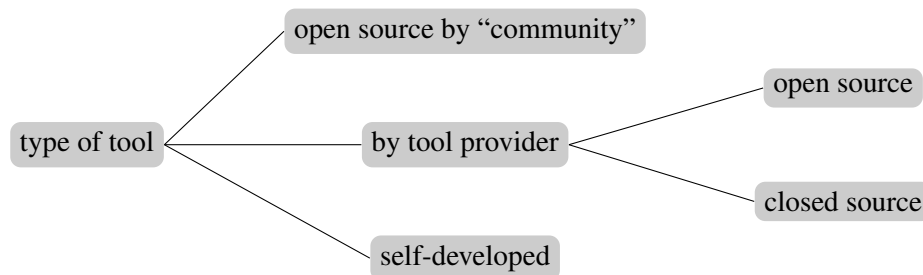 open source by “community”
open source
type of tool
by tool provider
closed source
self-developed